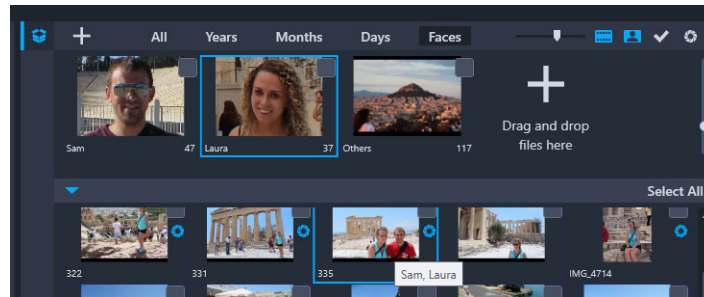 All Years Months Days Faces
Sam 47 Laura 37 Others 117
Drag and drop
files here
Select All
322 331 335 IMG_4714
Sam, Laura